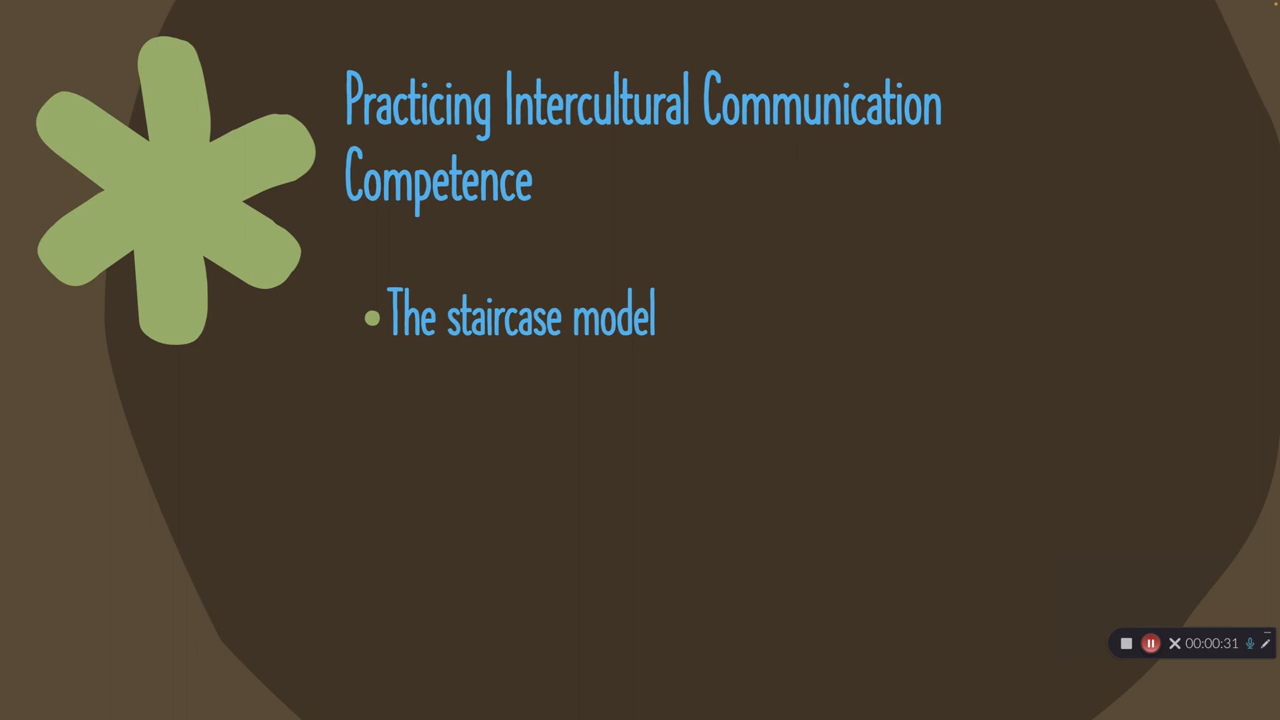 Practicing Intercultural Communication
Competence
• The staircase model
00:00:31